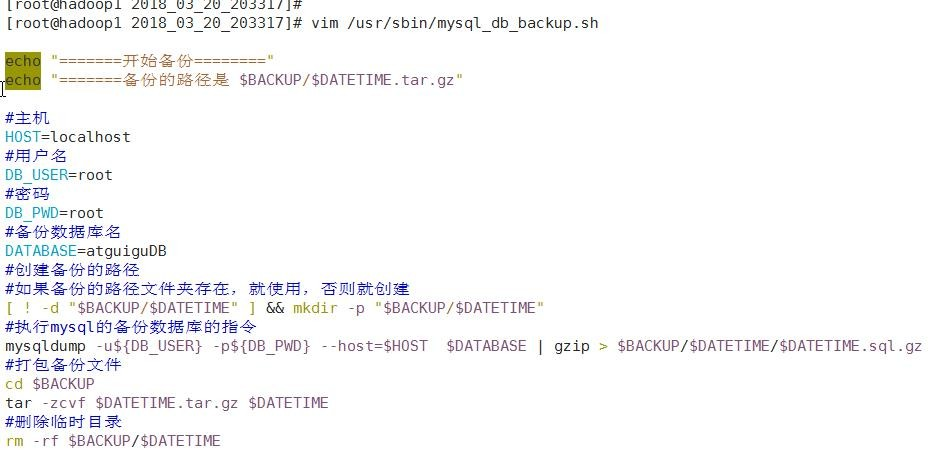 [root@hadoop1 2018_03_20_203317]#
[root@hadoop1 2018_03_20_203317]# vim /usr/sbin/mysql_db_backup.sh
echo "=======开始备份========"
echo "=======备份的路径是 $BACKUP/$DATETIME.tar.gz"
#主机
HOST=localhost
#用户名
DB_USER=root
#密码
DB_PWD=root
#备份数据库名
DATABASE=atguiguDB
#创建备份的路径
#如果备份的路径文件夹存在，就使用，否则就创建
[ ! -d "$BACKUP/$DATETIME" ] && mkdir -p "$BACKUP/$DATETIME"
#执行mysql的备份数据库的指令
mysqldump -u${DB_USER} -p${DB_PWD} --host=$HOST  $DATABASE | gzip > $BACKUP/$DATETIME/$DATETIME.sql.gz
#打包备份文件
cd $BACKUP
tar -zcvf $DATETIME.tar.gz $DATETIME
#删除临时目录
rm -rf $BACKUP/$DATETIME